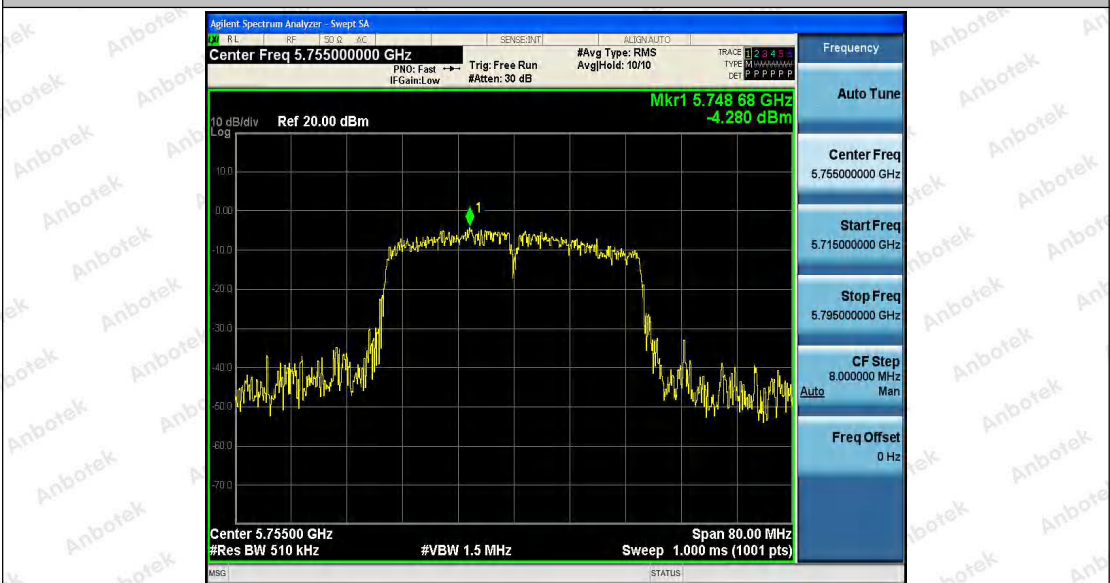 Agilent Spectrum Analyzer - Swept SA
RL RF 50 Ω AC SENSE:INT ALIGN AUTO
Center Freq 5.755000000 GHz
PNO: Fast
IFGain:Low
Trig: Free Run
#Atten: 30 dB
#Avg Type: RMS
Avg|Hold: 10/10
TRACE 1 2 3 4 5 6
TYPE M
DET P P P P P P
Mkr1 5.748 68 GHz
-4.280 dBm
10 dB/div Ref 20.00 dBm
Log
10.0
0.00
-10.0
-20.0
-30.0
-40.0
-50.0
-60.0
-70.0
1
Center 5.75500 GHz
Span 80.00 MHz
#Res BW 510 kHz
#VBW 1.5 MHz
Sweep 1.000 ms (1001 pts)
MSG
STATUS
Frequency
Auto Tune
Center Freq
5.755000000 GHz
Start Freq
5.715000000 GHz
Stop Freq
5.795000000 GHz
CF Step
8.000000 MHz
Auto Man
Freq Offset
0 Hz
Anbotek